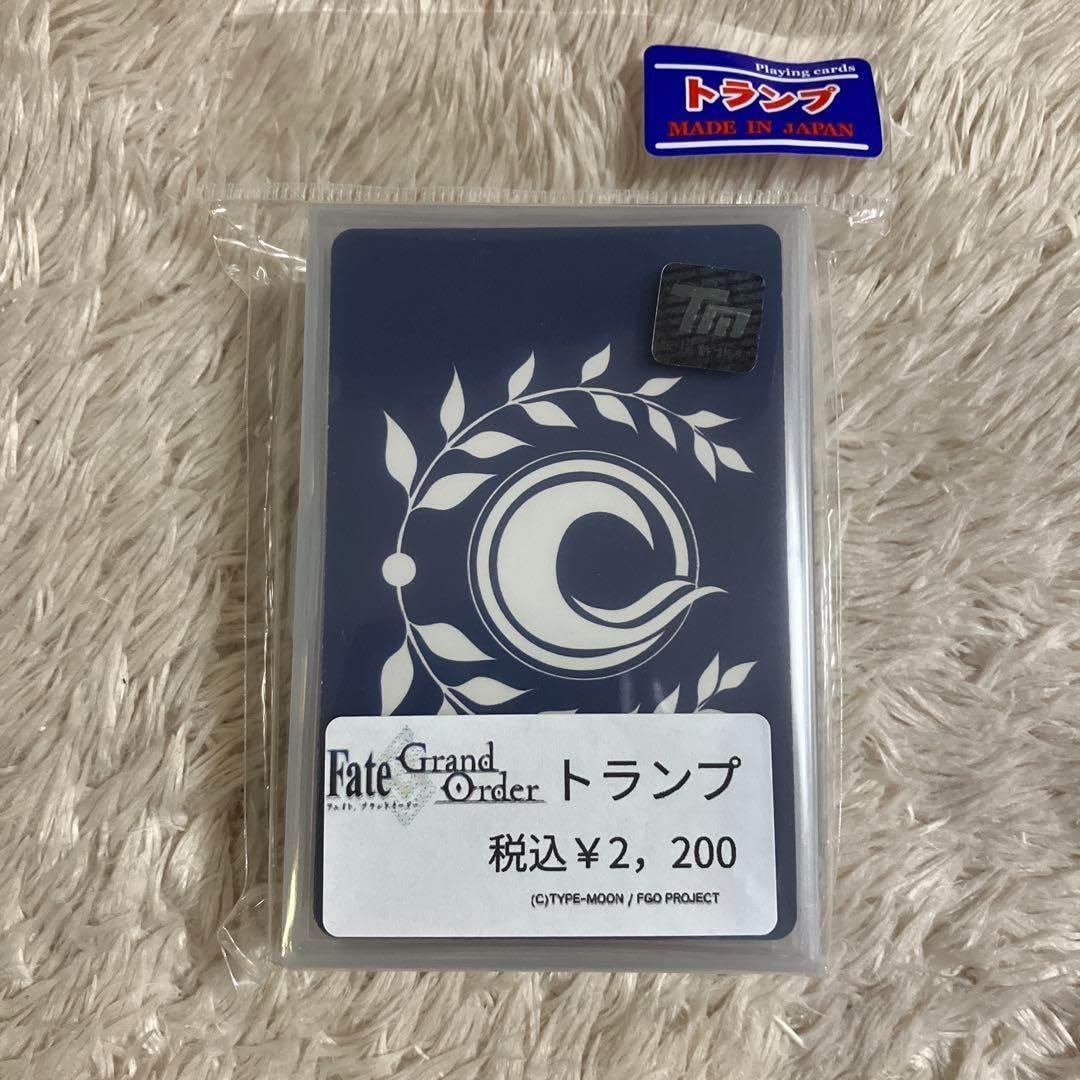 Playing cards
トランプ
MADE IN JAPAN
TM
Fate Grand Order トランプ
フェイト/グランドオーダー
税込￥2, 200
(C)TYPE-MOON / FGO PROJECT